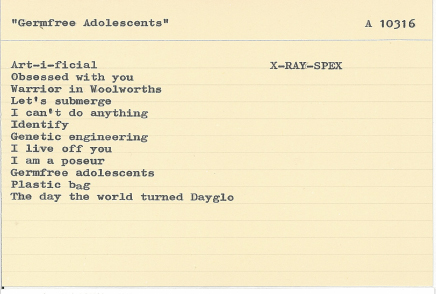 "Germfree Adolescents" A 10316
Art-i-ficial X-RAY-SPEX
Obsessed with you
Warrior in Woolworths
Let's submerge
I can't do anything
Identify
Genetic engineering
I live off you
I am a poseur
Germfree adolescents
Plastic bag
The day the world turned Dayglo